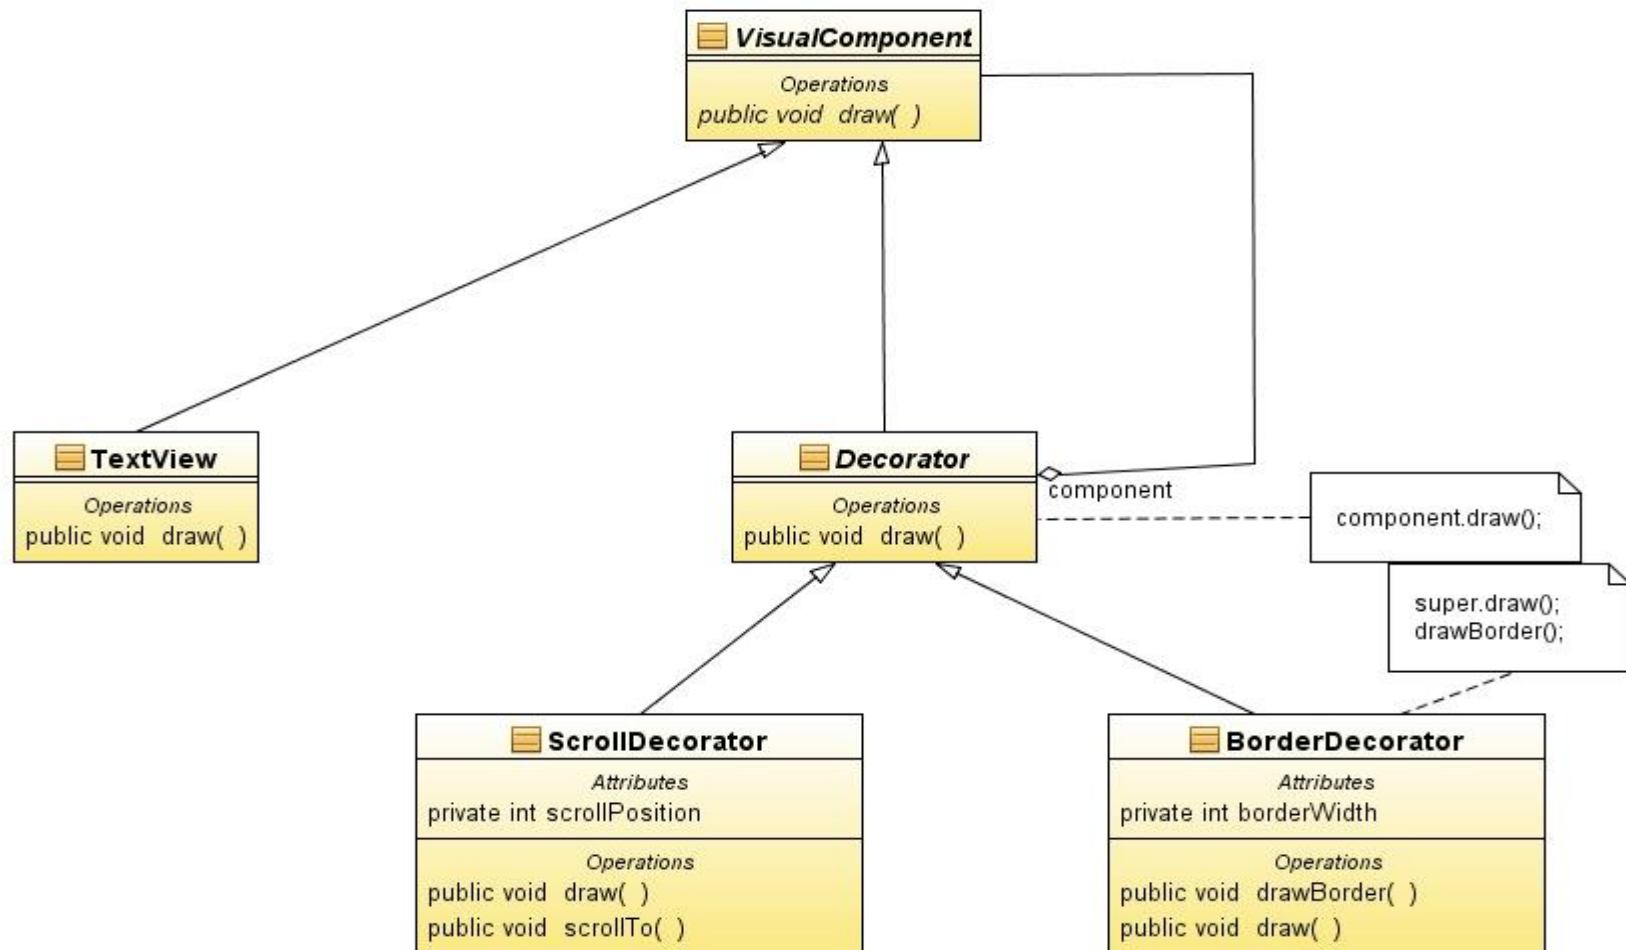 VisualComponent
Operations
public void draw( )
TextView
Operations
public void draw( )
Decorator
Operations
public void draw( )
component
component.draw();
super.draw();
drawBorder();
ScrollDecorator
Attributes
private int scrollPosition
Operations
public void draw( )
public void scrollTo( )
BorderDecorator
Attributes
private int borderWidth
Operations
public void drawBorder( )
public void draw( )